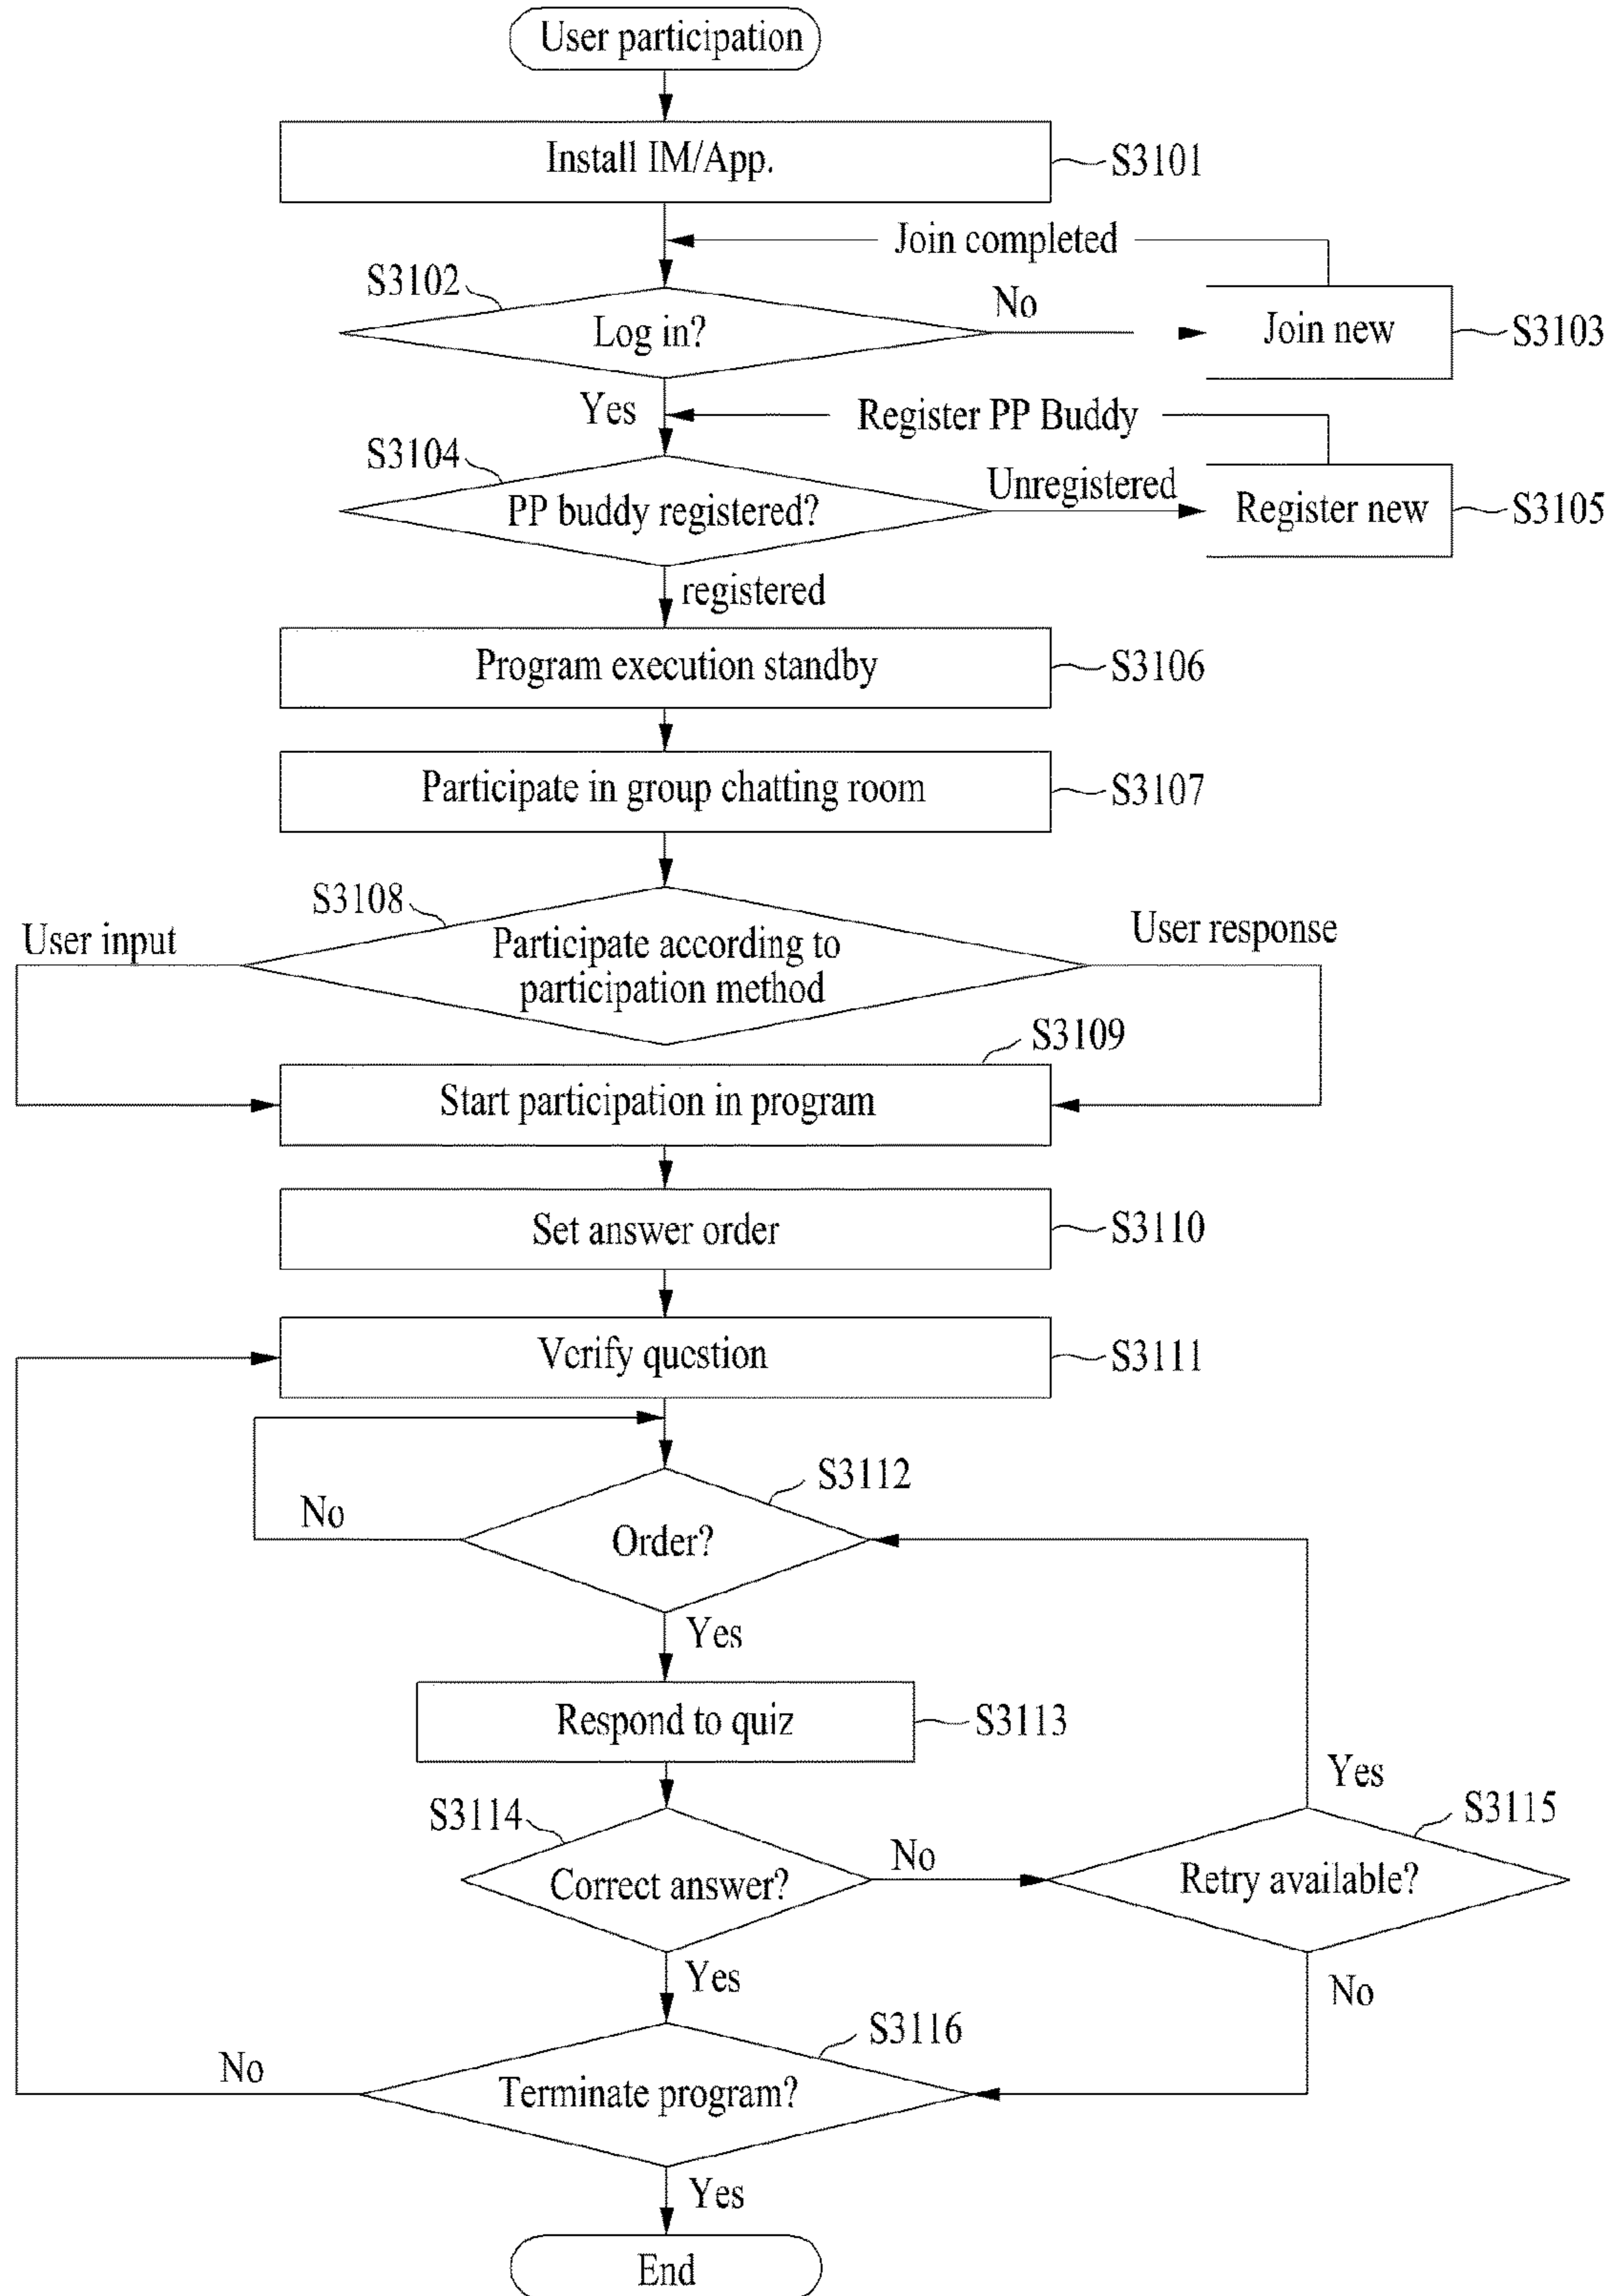 User participation
Install IM/App.
S3101
Join completed
S3102
Log in?
No
Join new
S3103
Yes
Register PP Buddy
S3104
PP buddy registered?
Unregistered
Register new
S3105
registered
Program execution standby
S3106
Participate in group chatting room
S3107
S3108
User input
Participate according to
participation method
User response
S3109
Start participation in program
Set answer order
S3110
Verify question
S3111
S3112
No
Order?
Yes
Respond to quiz
S3113
Yes
S3114
S3115
Correct answer?
No
Retry available?
Yes
No
S3116
No
Terminate program?
Yes
End